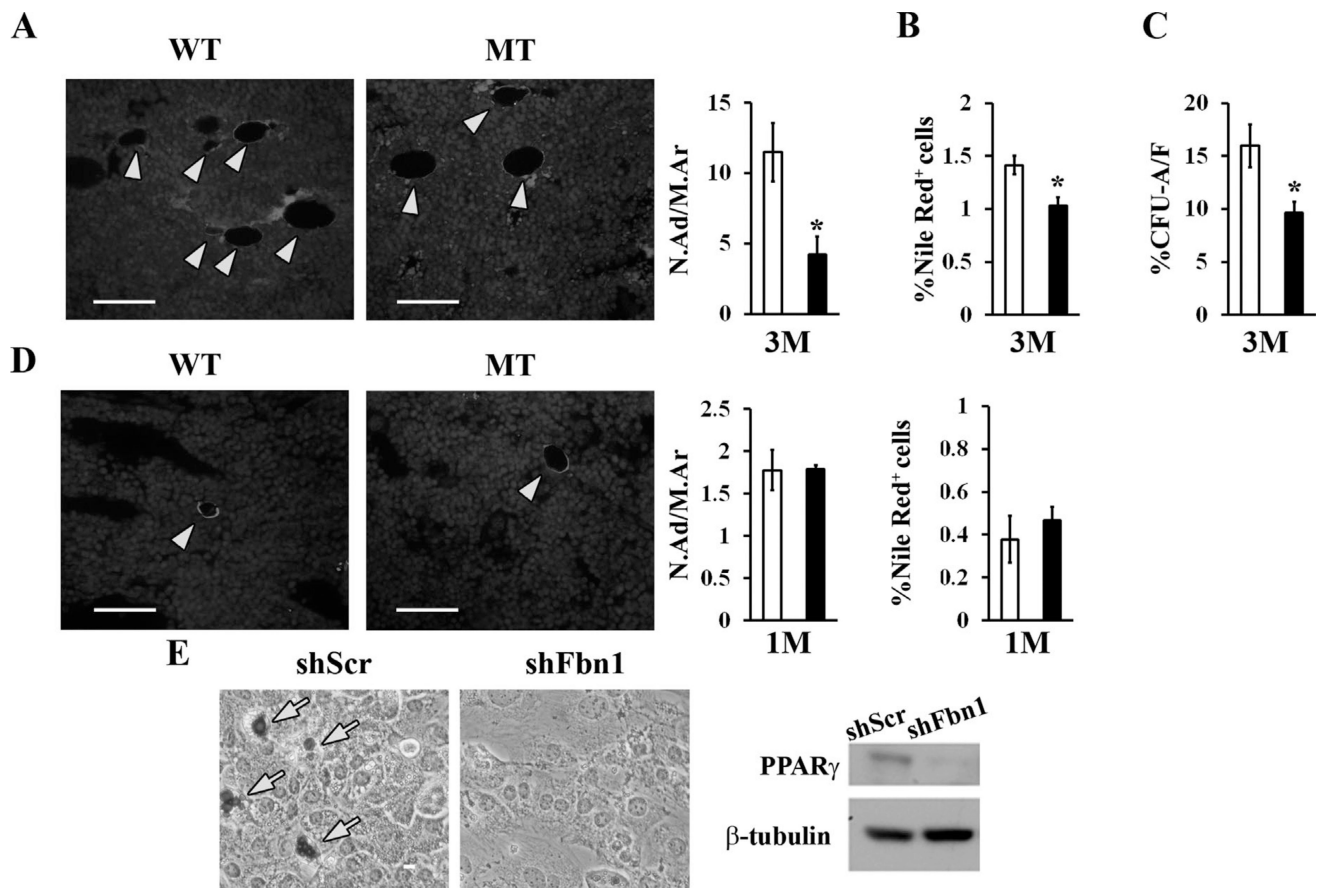 A
WT
MT
N.Ad/M.Ar
15
10
5
0
3M
B
%Nile Red⁺ cells
2
1.5
1
0.5
0
3M
C
%CFU-A/F
20
15
10
5
0
3M
*
*
*
D
WT
MT
N.Ad/M.Ar
2.5
2
1.5
1
0.5
0
1M
%Nile Red⁺ cells
1
0.8
0.6
0.4
0.2
0
1M
E
shScr
shFbn1
shScr
shFbn1
PPARγ
β-tubulin